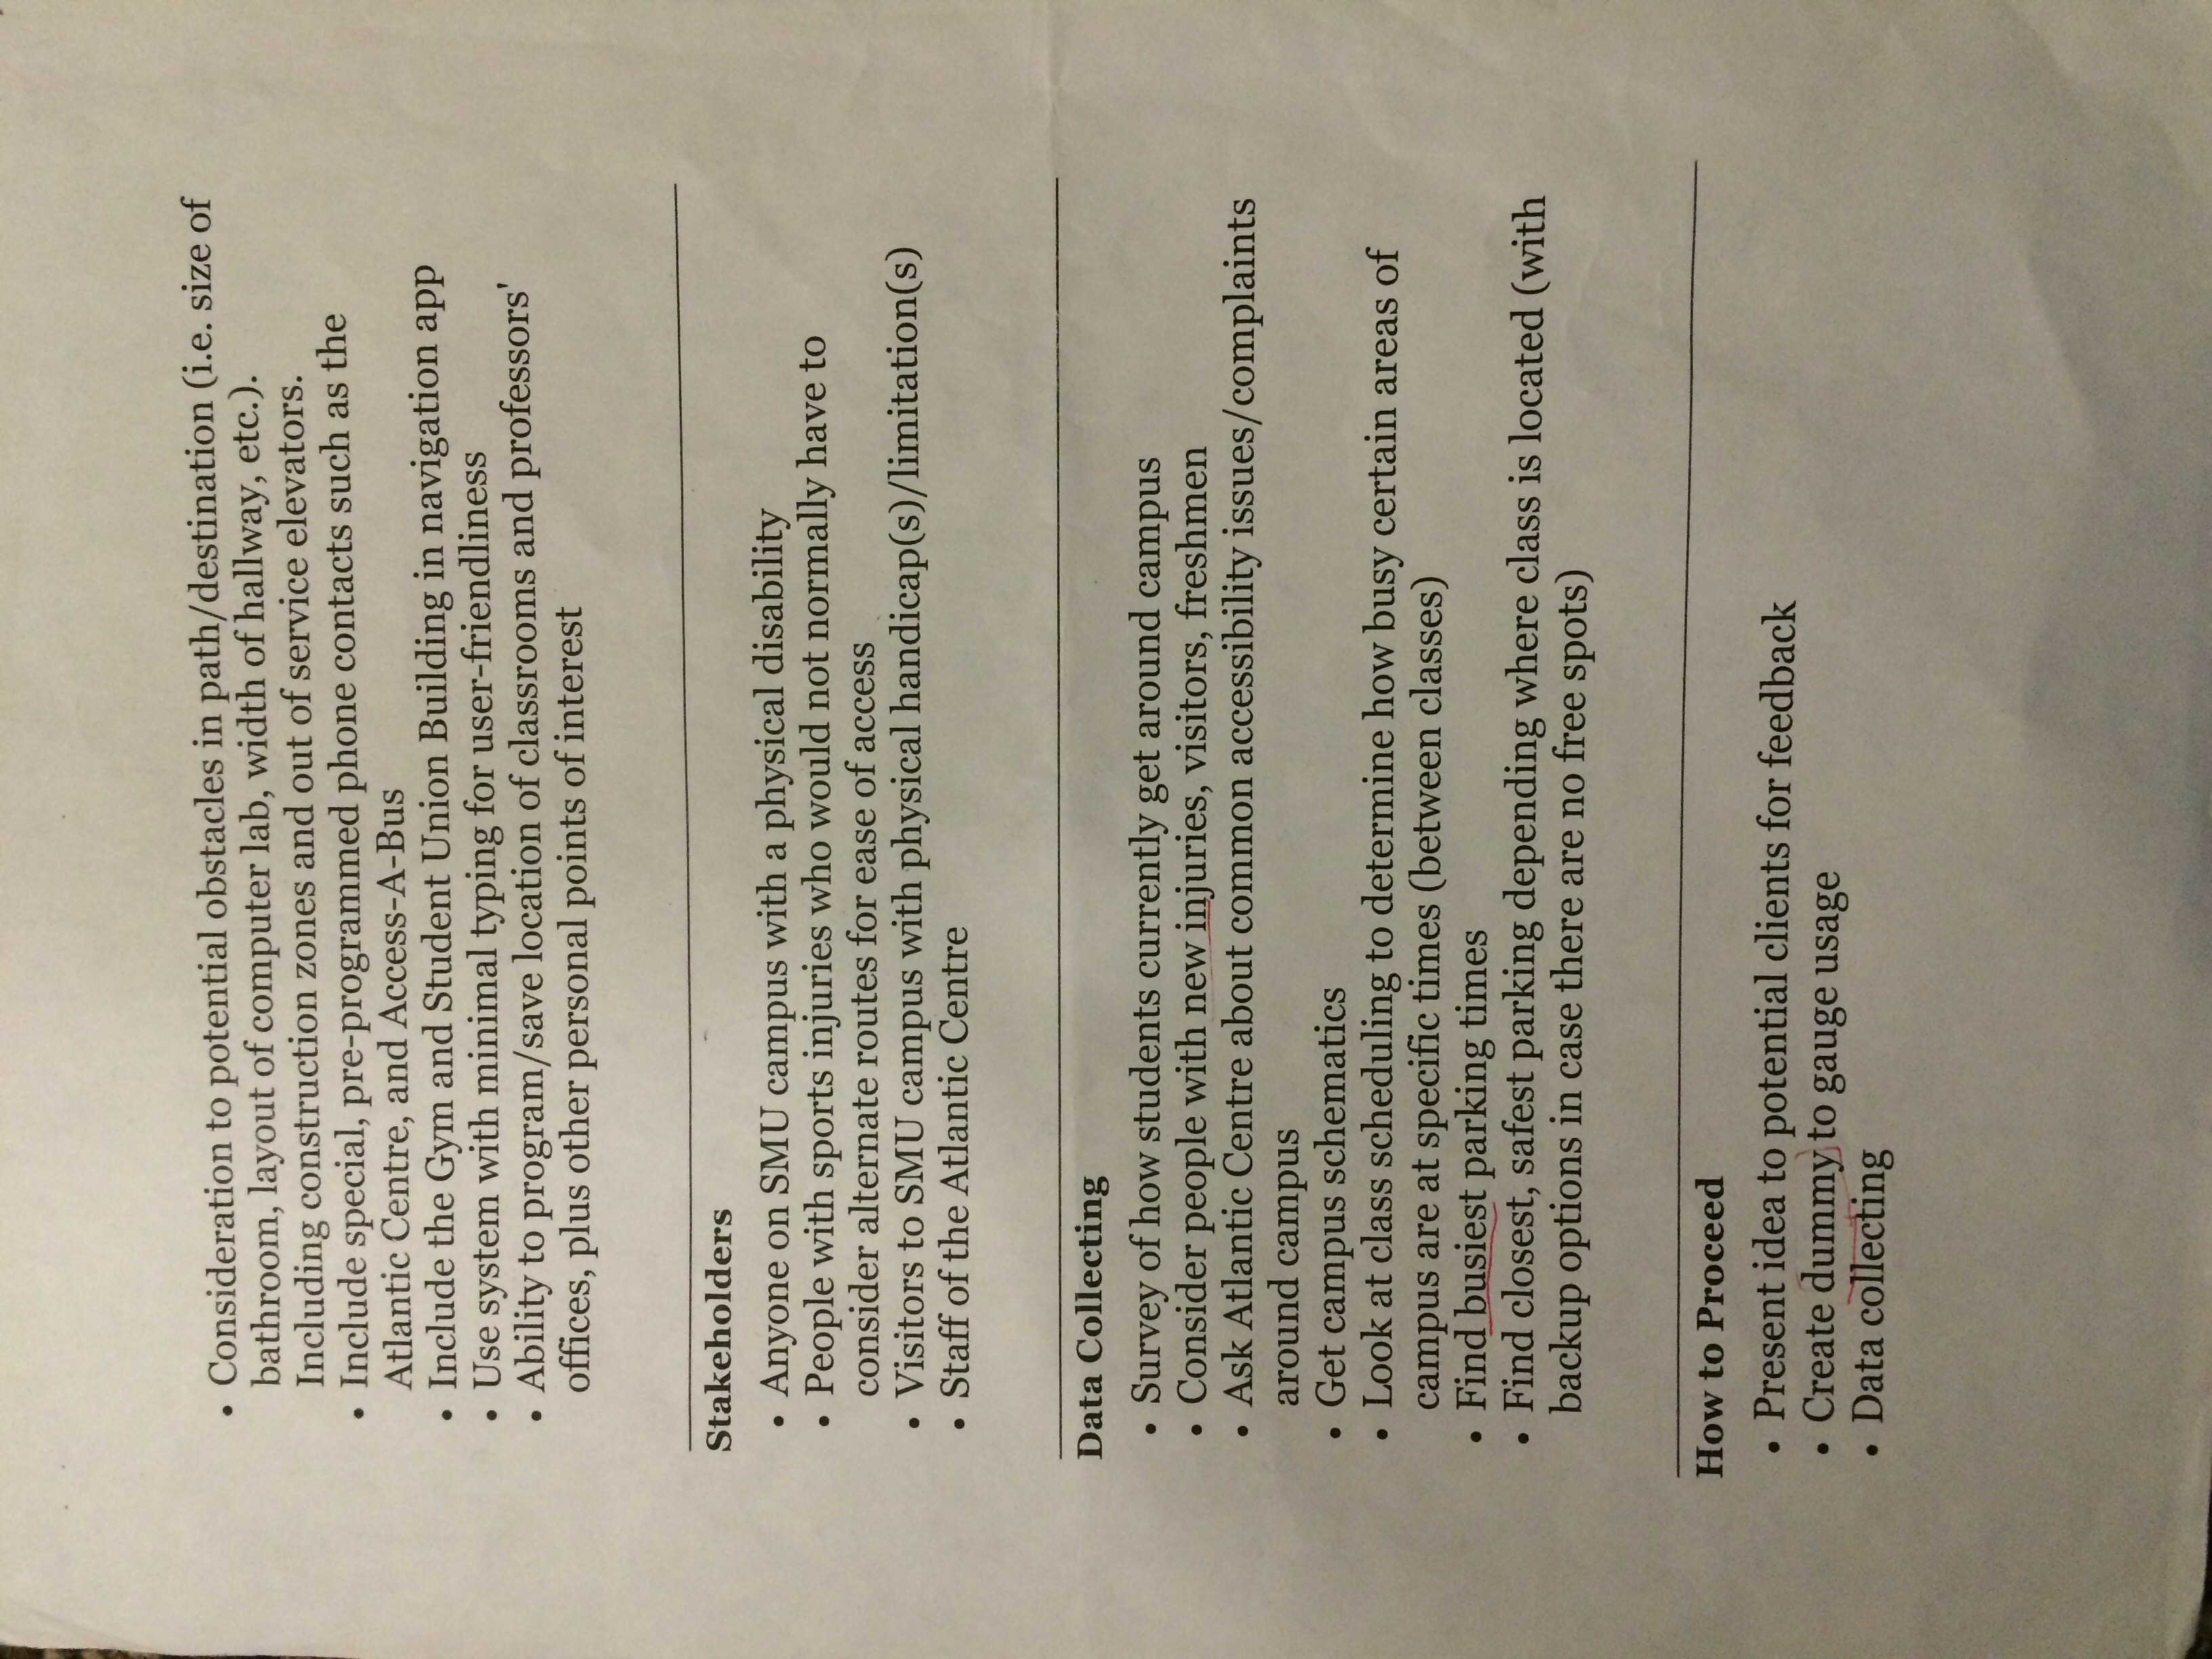 • Consideration to potential obstacles in path/destination (i.e. size of
bathroom, layout of computer lab, width of hallway, etc.).
Including construction zones and out of service elevators.
• Include special, pre-programmed phone contacts such as the
Atlantic Centre, and Access-A-Bus
• Include the Gym and Student Union Building in navigation app
• Use system with minimal typing for user-friendliness
• Ability to program/save location of classrooms and professors'
offices, plus other personal points of interest
Stakeholders
• Anyone on SMU campus with a physical disability
• People with sports injuries who would not normally have to
consider alternate routes for ease of access
• Visitors to SMU campus with physical handicap(s)/limitation(s)
• Staff of the Atlantic Centre
Data Collecting
• Survey of how students currently get around campus
• Consider people with new injuries, visitors, freshmen
• Ask Atlantic Centre about common accessibility issues/complaints
around campus
• Get campus schematics
• Look at class scheduling to determine how busy certain areas of
campus are at specific times (between classes)
• Find busiest parking times
• Find closest, safest parking depending where class is located (with
backup options in case there are no free spots)
How to Proceed
• Present idea to potential clients for feedback
• Create dummy to gauge usage
• Data collecting